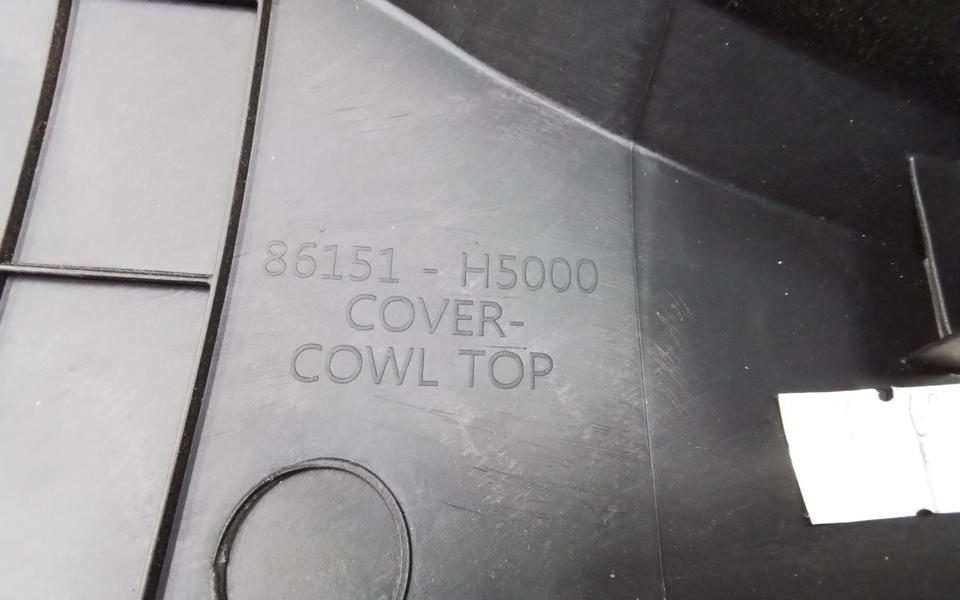 86151 - H5000
COVER-
COWL TOP